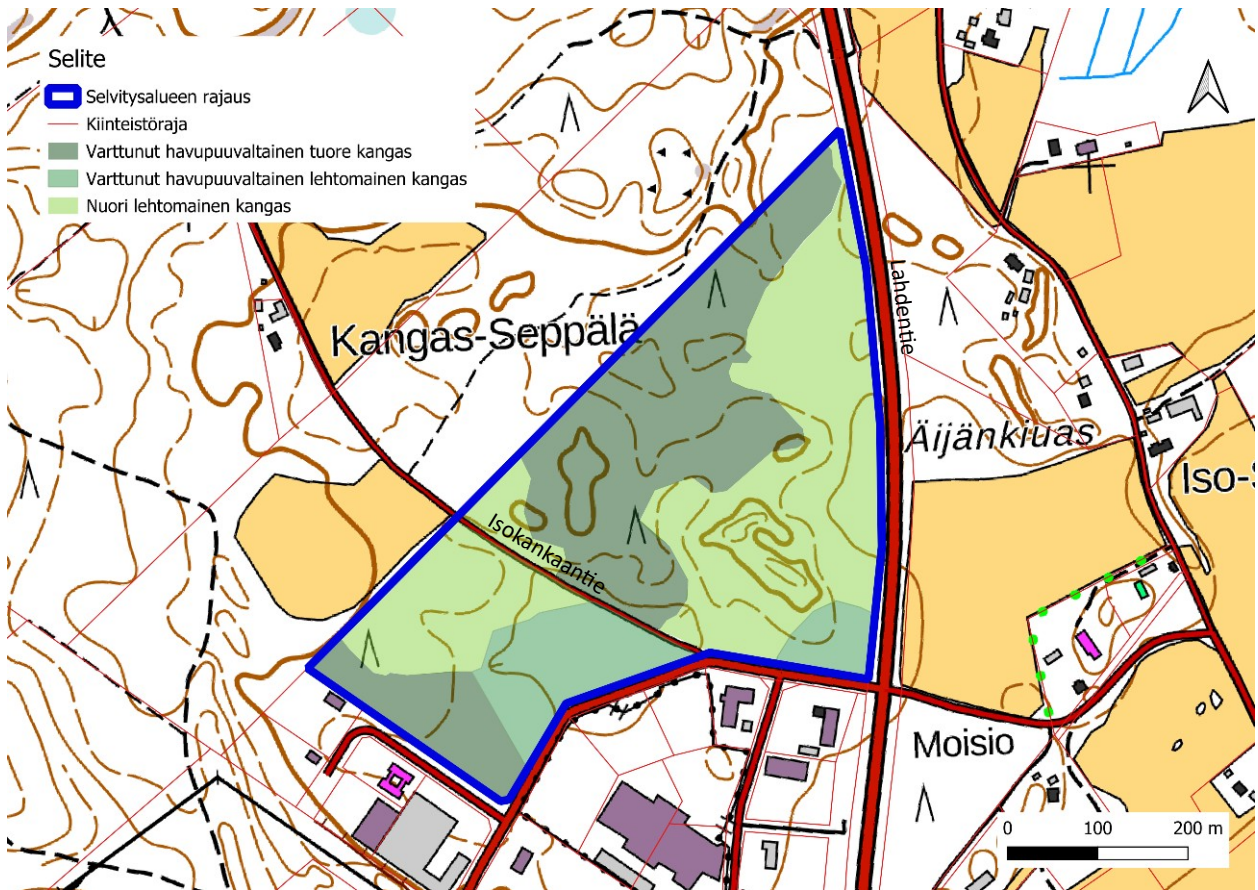 Selite
Selvitysalueen rajaus
Kiinteistöraja
Varttunut havupuuvaltainen tuore kangas
Varttunut havupuuvaltainen lehtomainen kangas
Nuori lehtomainen kangas
Kangas-Seppälä
Lahdentie
Äijänkiuas
Iso-S
Isokankaantie
Moisio
0 100 200 m